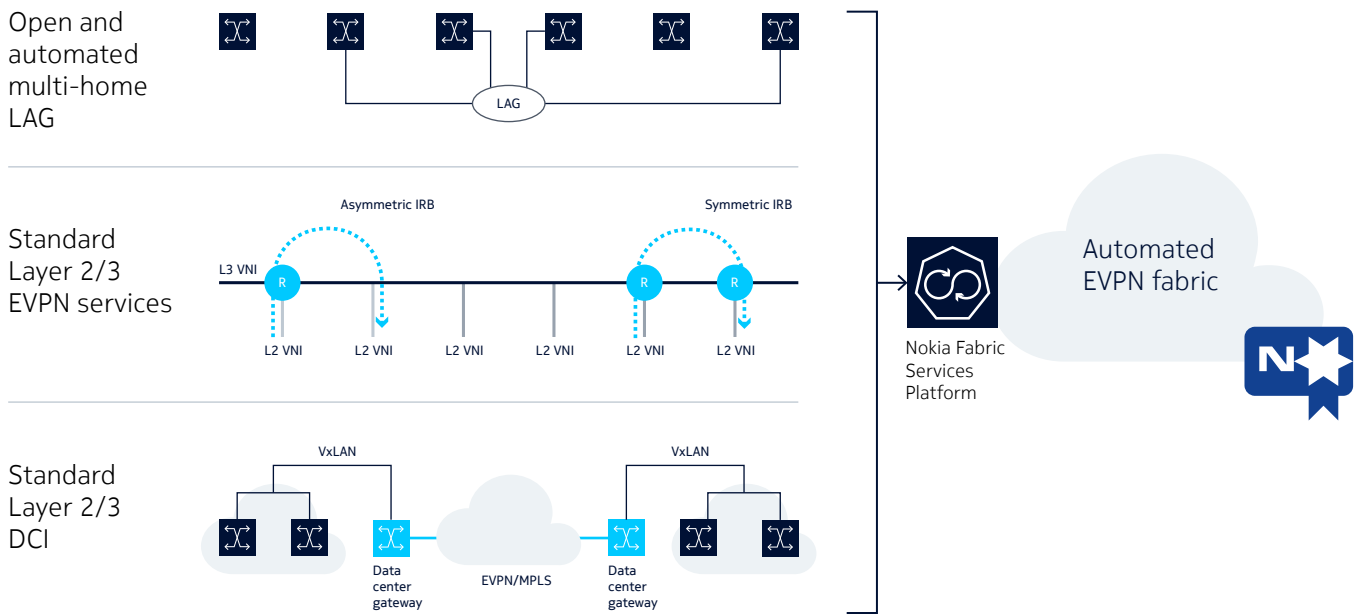 Open and
automated
multi-home
LAG
LAG
Standard
Layer 2/3
EVPN services
Asymmetric IRB
Symmetric IRB
L3 VNI
R
R
R
L2 VNI
L2 VNI
L2 VNI
L2 VNI
L2 VNI
L2 VNI
Standard
Layer 2/3
DCI
VxLAN
VxLAN
Data
center
gateway
EVPN/MPLS
Data
center
gateway
Nokia Fabric
Services
Platform
Automated
EVPN fabric
N